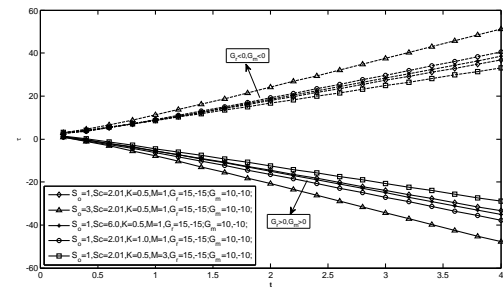 60
40
20
0
-20
-40
-60
τ
0
0.5
1
1.5
2
2.5
3
3.5
4
t
G_r<0,G_m<0
G_r>0,G_m>0
S_o=1,Sc=2.01,K=0.5,M=1,G_r=15,-15;G_m=10,-10;
S_o=3,Sc=2.01,K=0.5,M=1,G_r=15,-15;G_m=10,-10;
S_o=1,Sc=6.0,K=0.5,M=1,G_r=15,-15;G_m=10,-10;
S_o=1,Sc=2.01,K=1.0,M=1,G_r=15,-15;G_m=10,-10;
S_o=1,Sc=2.01,K=0.5,M=3,G_r=15,-15;G_m=10,-10;